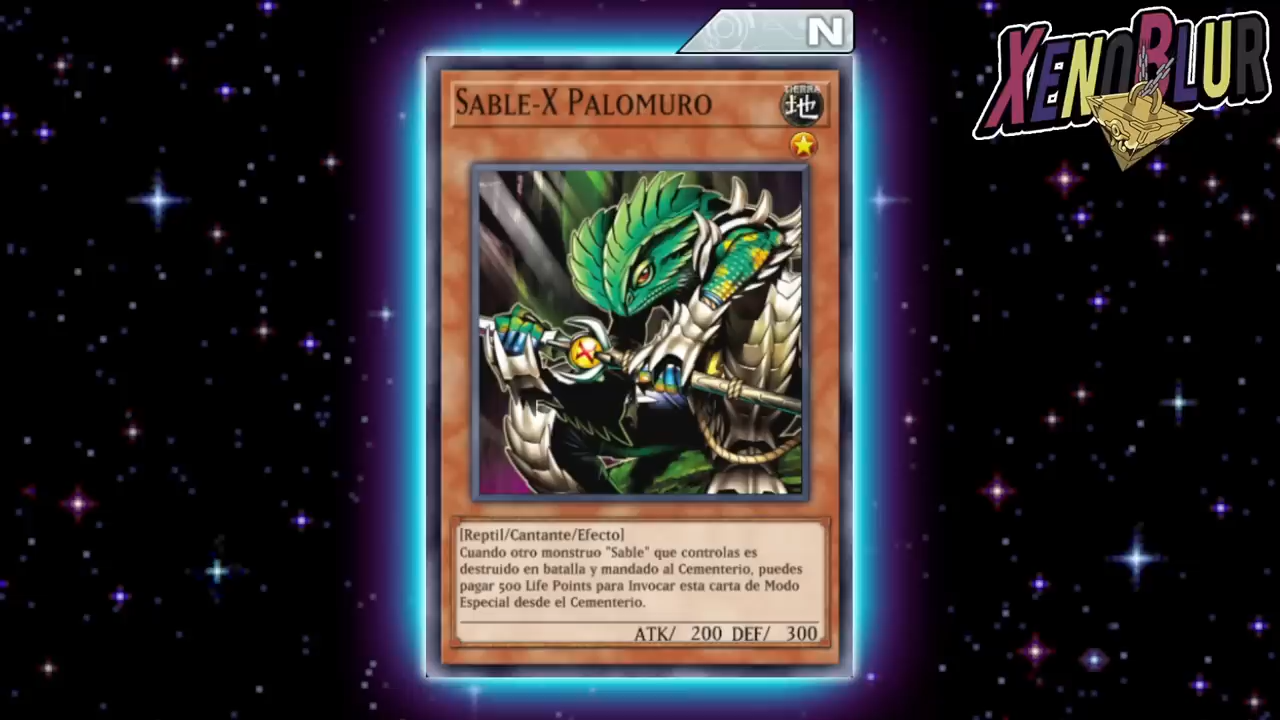 N
XENOBLUR
SABLE-X PALOMURO
TIERRA
地
[Reptil/Cantante/Efecto]
Cuando otro monstruo "Sable" que controlas es
destruido en batalla y mandado al Cementerio, puedes
pagar 500 Life Points para Invocar esta carta de Modo
Especial desde el Cementerio.
ATK/ 200 DEF/ 300